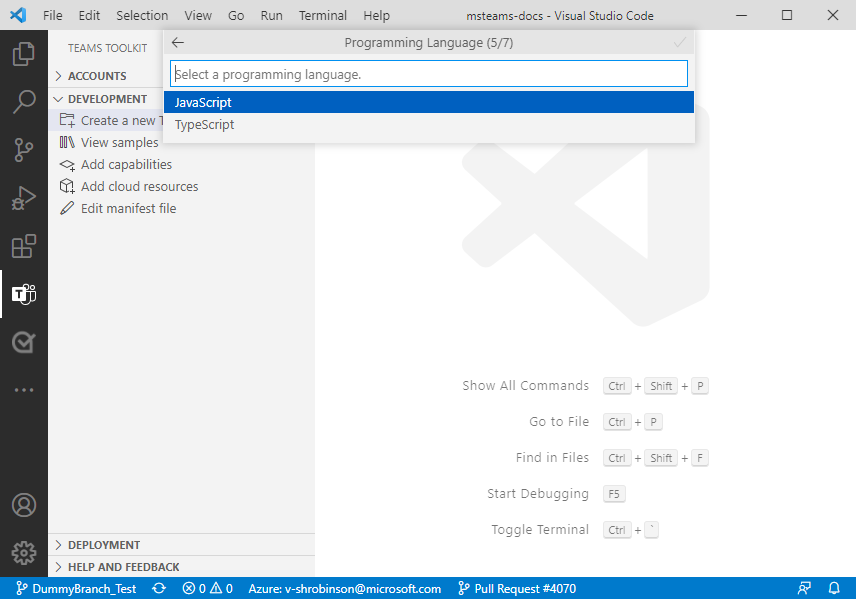 File Edit Selection View Go Run Terminal Help msteams-docs - Visual Studio Code
TEAMS TOOLKIT
Programming Language (5/7)
Select a programming language.
JavaScript
TypeScript
ACCOUNTS
DEVELOPMENT
Create a new T
View samples
Add capabilities
Add cloud resources
Edit manifest file
Show All Commands Ctrl + Shift + P
Go to File Ctrl + P
Find in Files Ctrl + Shift + F
Start Debugging F5
Toggle Terminal Ctrl + `
DEPLOYMENT
HELP AND FEEDBACK
DummyBranch_Test 0 0 Azure: v-shrobinson@microsoft.com Pull Request #4070